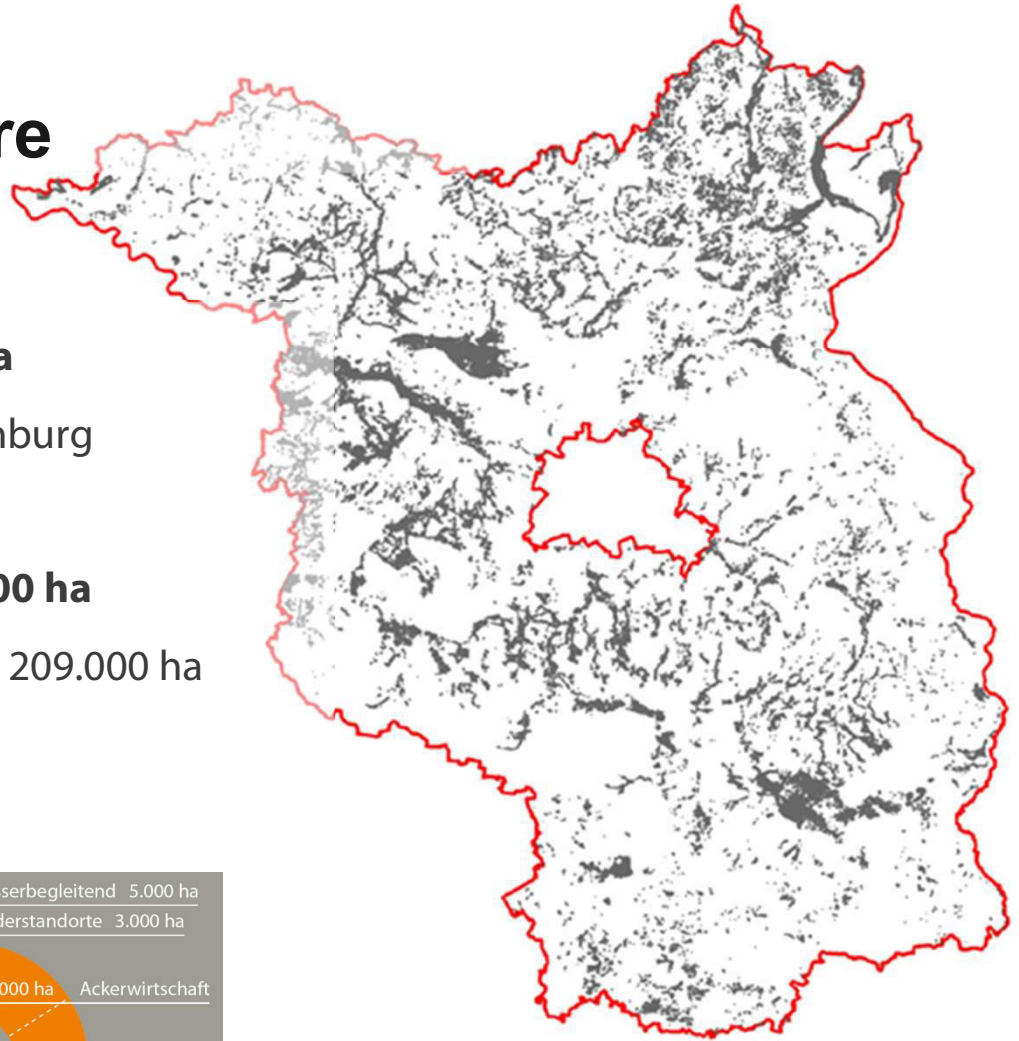 re
a
nburg
00 ha
209.000 ha
serbegleitend 5.000 ha
derstandorte 3.000 ha
000 ha Ackerwirtschaft